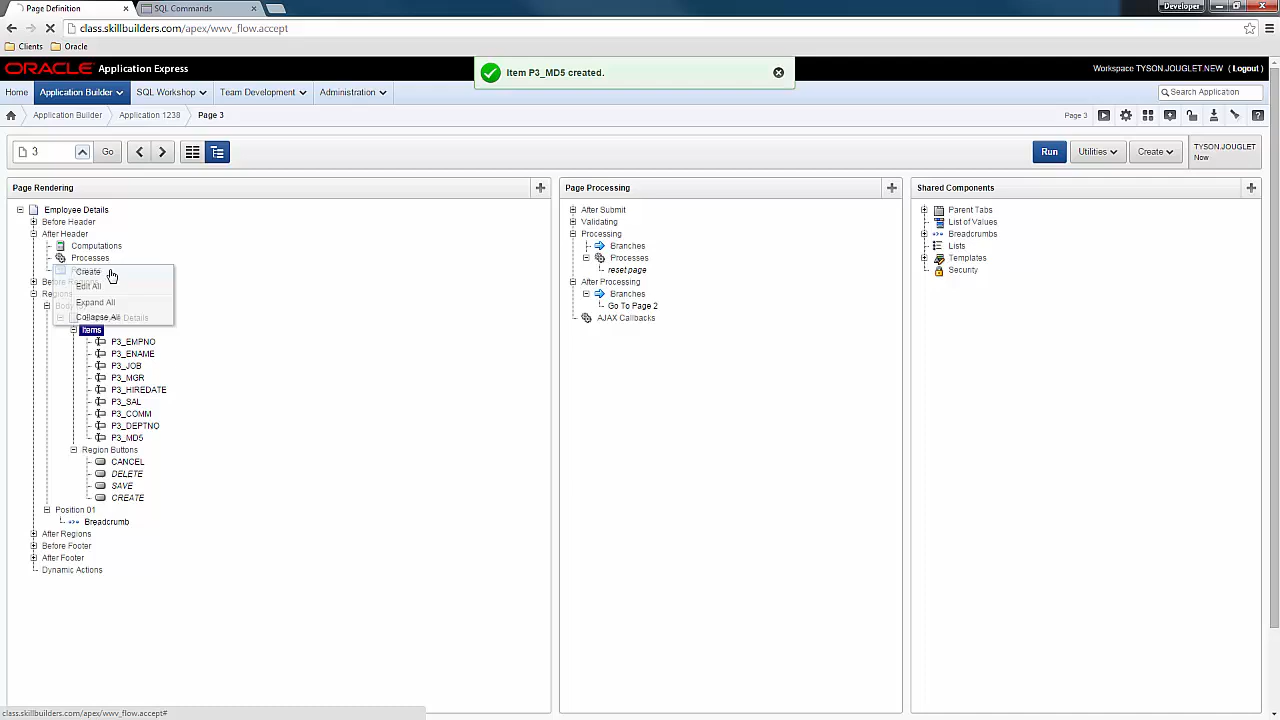 Page Definition
SQL Commands
Developer
class.skillbuilders.com/apex/wwv_flow.accept
Clients
Oracle
ORACLE Application Express
Item P3_MD5 created.
Workspace TYSON.JOUGLET.NEW ( Logout )
Home
Application Builder
SQL Workshop
Team Development
Administration
Search Application
Application Builder
Application 1238
Page 3
Page 3
3
Go
Run
Utilities
Create
TYSON.JOUGLET
Now
Page Rendering
Page Processing
Shared Components
Employee Details
Before Header
After Header
Computations
Processes
Create
Edit All
Expand All
Collapse All
Regions
Items
P3_EMPNO
P3_ENAME
P3_JOB
P3_MGR
P3_HIREDATE
P3_SAL
P3_COMM
P3_DEPTNO
P3_MD5
Region Buttons
CANCEL
DELETE
SAVE
CREATE
Position 01
Breadcrumb
After Regions
Before Footer
After Footer
Dynamic Actions
After Submit
Validating
Processing
Branches
Processes
reset page
After Processing
Branches
Go To Page 2
AJAX Callbacks
Parent Tabs
List of Values
Breadcrumbs
Lists
Templates
Security
class.skillbuilders.com/apex/wwv_flow.accept#